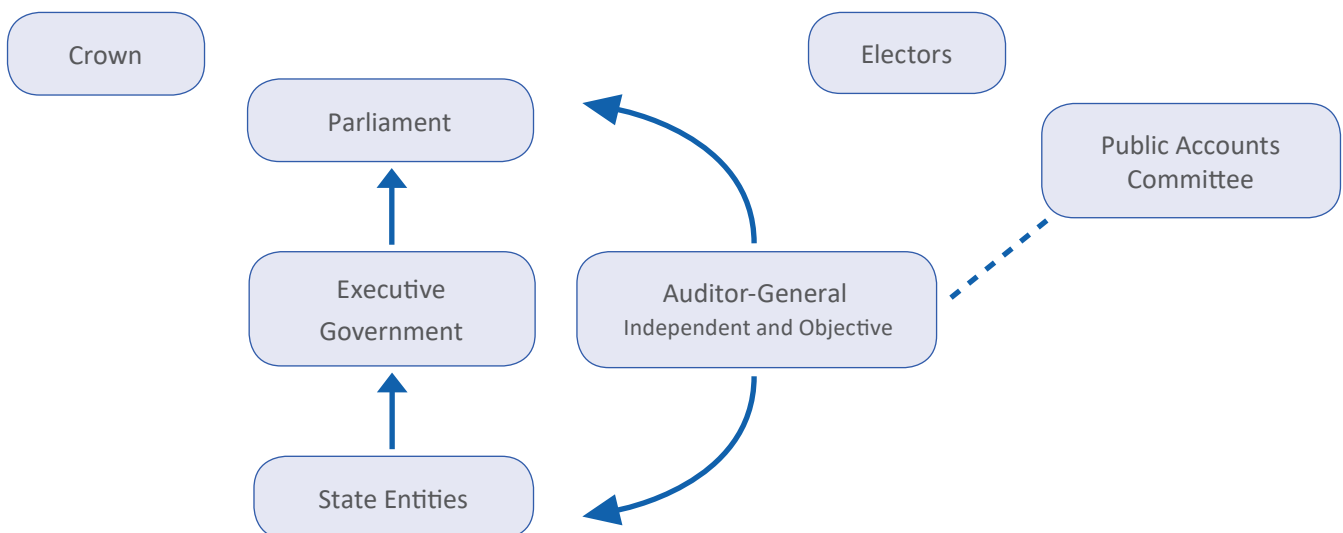 Crown
Electors
Parliament
Public Accounts
Committee
Executive
Government
Auditor-General
Independent and Objective
State Entities